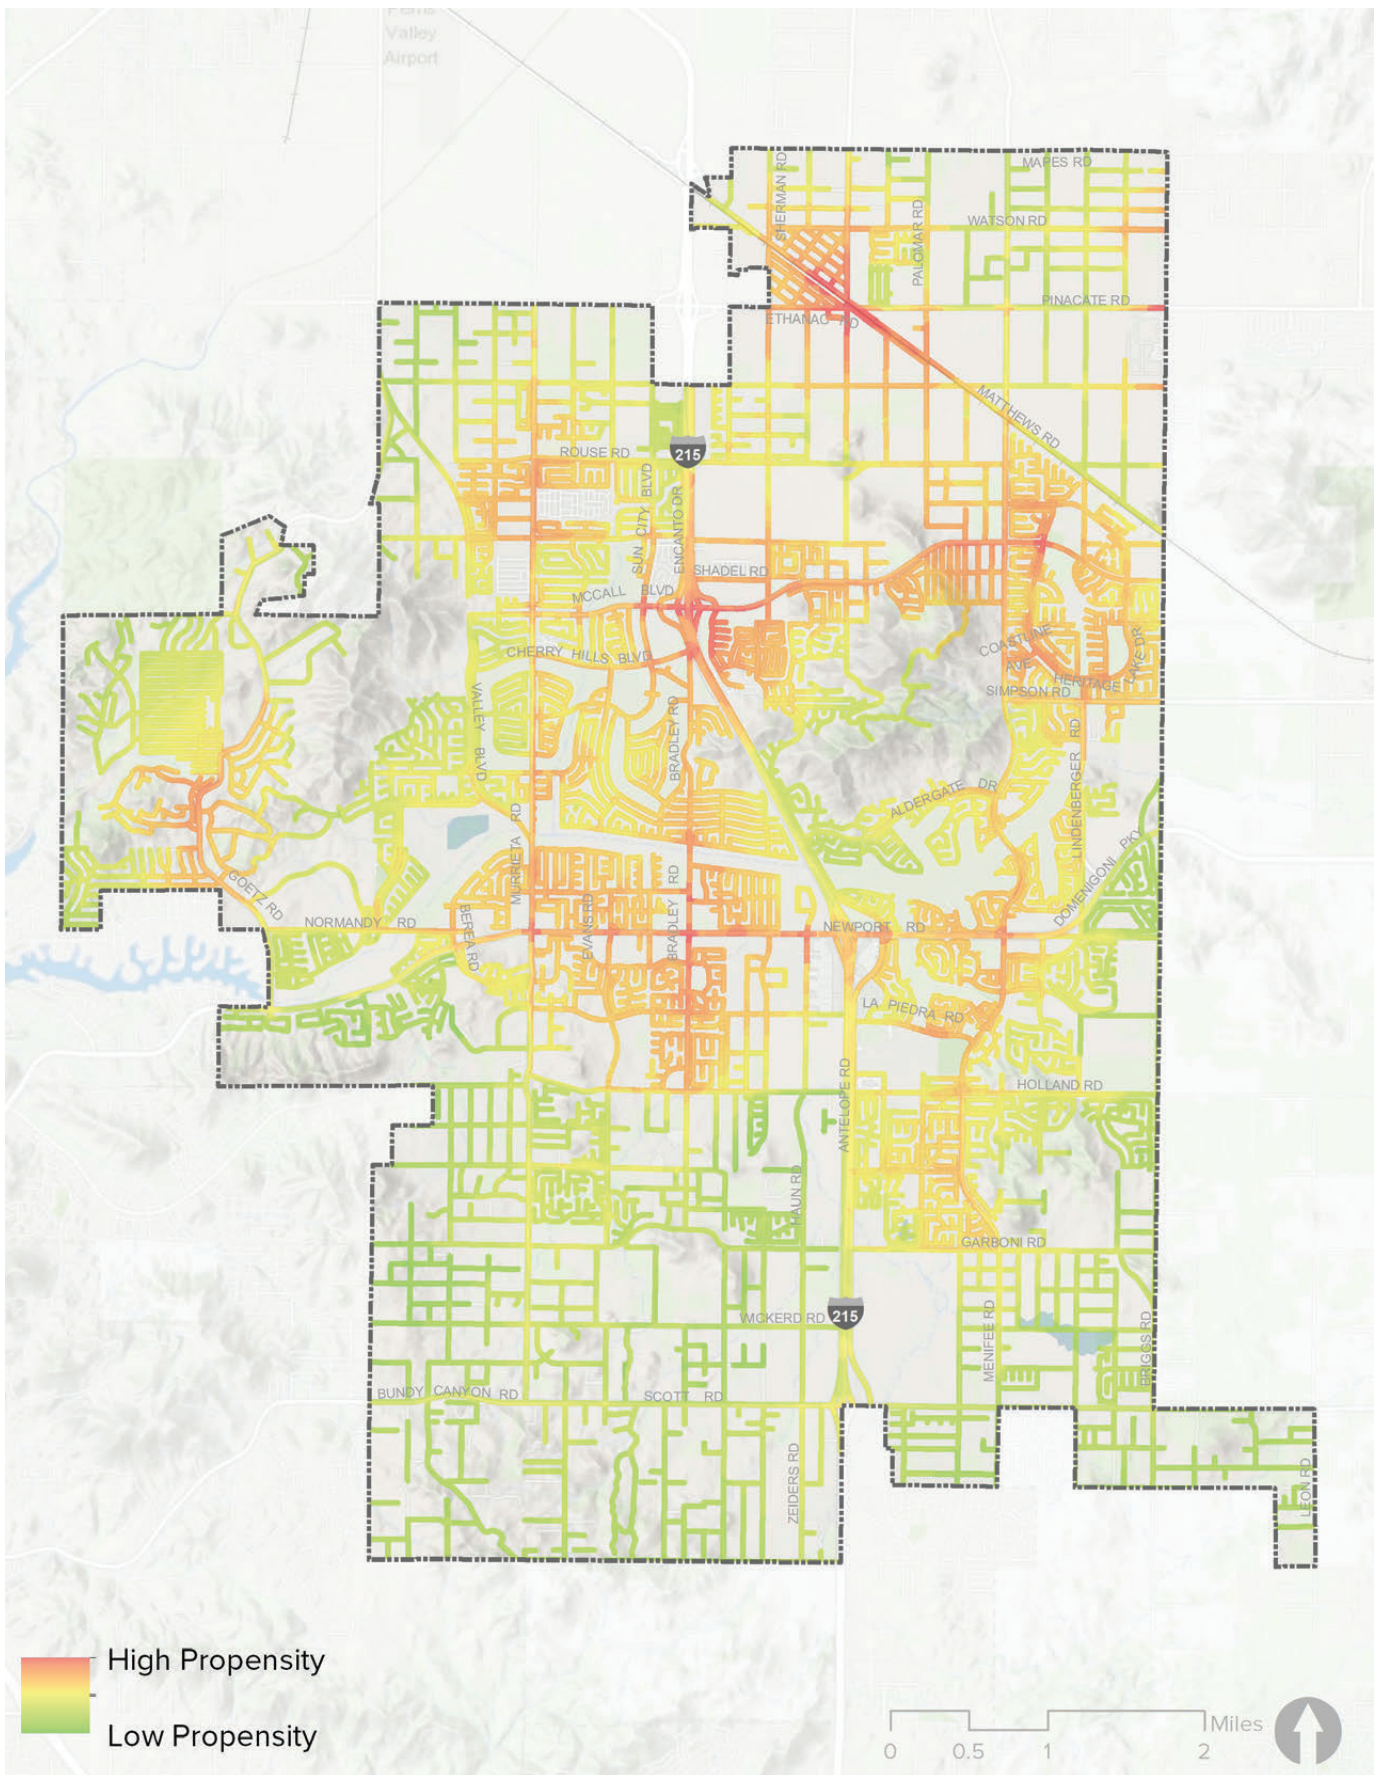 Perris
Valley
Airport
SHERMAN RD
MAPES RD
WATSON RD
PALOMAR RD
PINACATE RD
ETHANAC RD
MATTHEWS RD
ROUSE RD
215
SUN CITY BLVD
ENCANTO DR
SHADEL RD
MCCALL BLVD
CHERRY HILLS BLVD
COASTLINE
AVE
HERITAGE
LAKE DR
SIMPSON RD
VALLEY BLVD
BRADLEY RD
LINDENBERGER RD
ALDERGATE DR
MURRIETA RD
DOMENIGONI PKY
GOETZ RD
NORMANDY RD
BEREA RD
EVANS RD
BRADLEY RD
NEWPORT RD
LA PIEDRA RD
ANTELOPE RD
HOLLAND RD
HAUN RD
GARBONI RD
WICKERD RD
215
MENIFEE RD
BRIGGS RD
BUNDY CANYON RD
SCOTT RD
ZEIDERS RD
LEON RD
High Propensity
Low Propensity
Miles
0 0.5 1 2